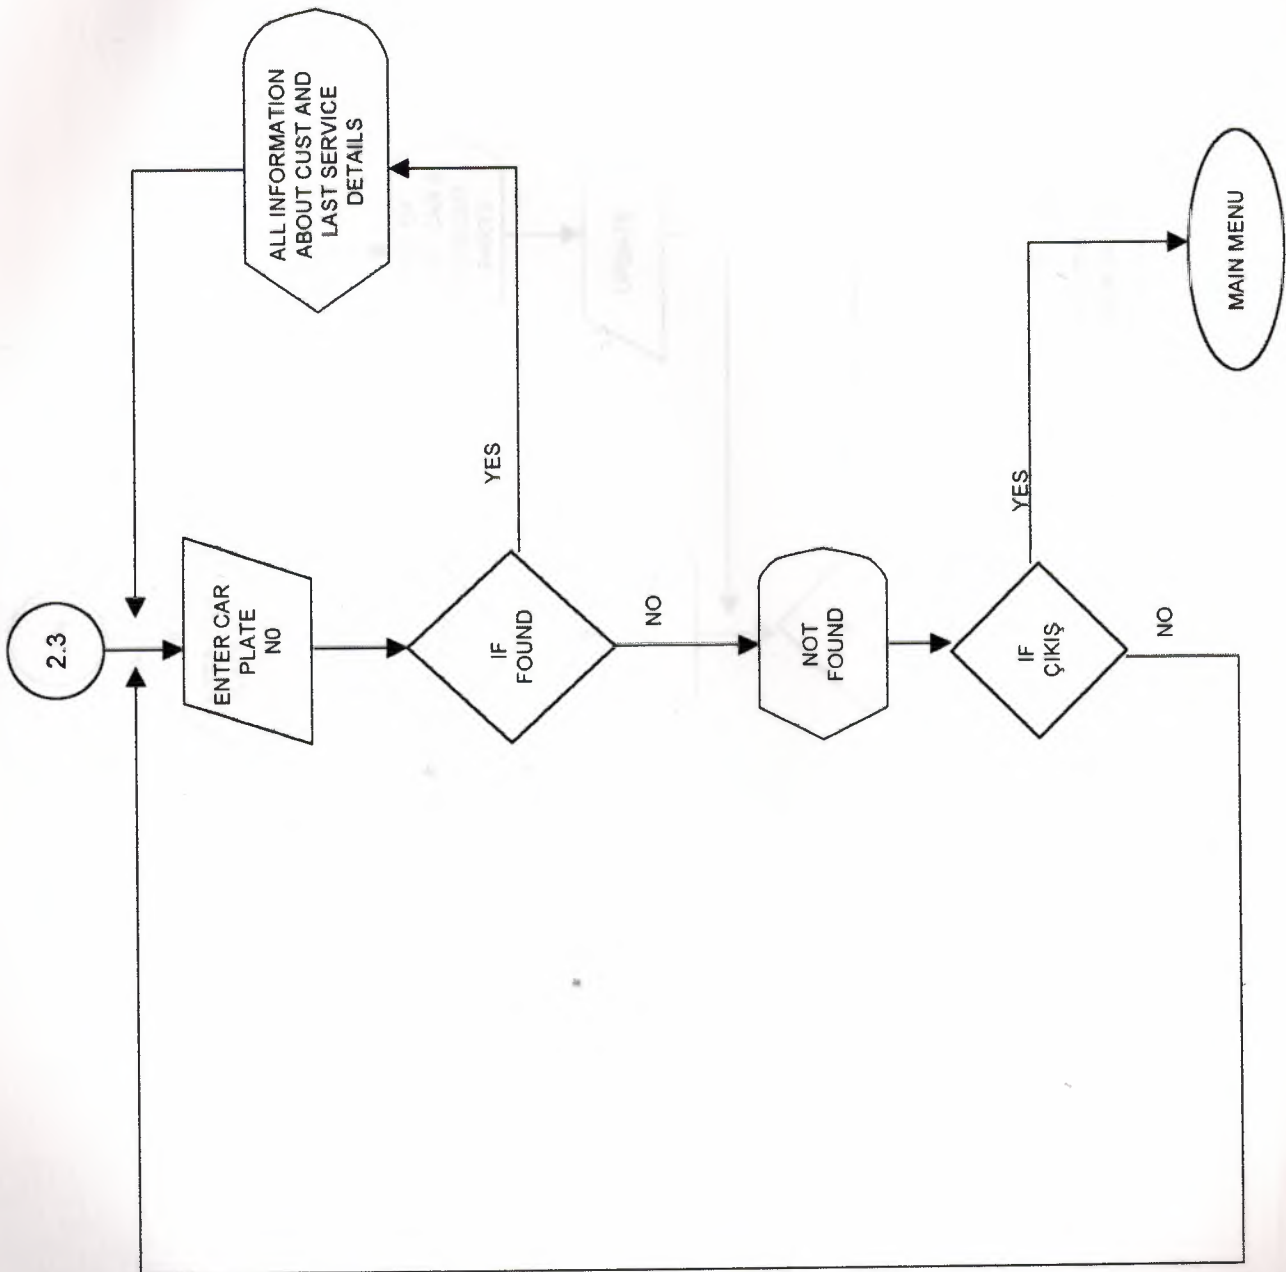 2.3
ENTER CAR
PLATE
N0
IF
FOUND
YES
ALL INFORMATION
ABOUT CUST AND
LAST SERVICE
DETAILS
NO
NOT
FOUND
IF
ÇIKIŞ
YES
MAIN MENU
NO
UPDATE